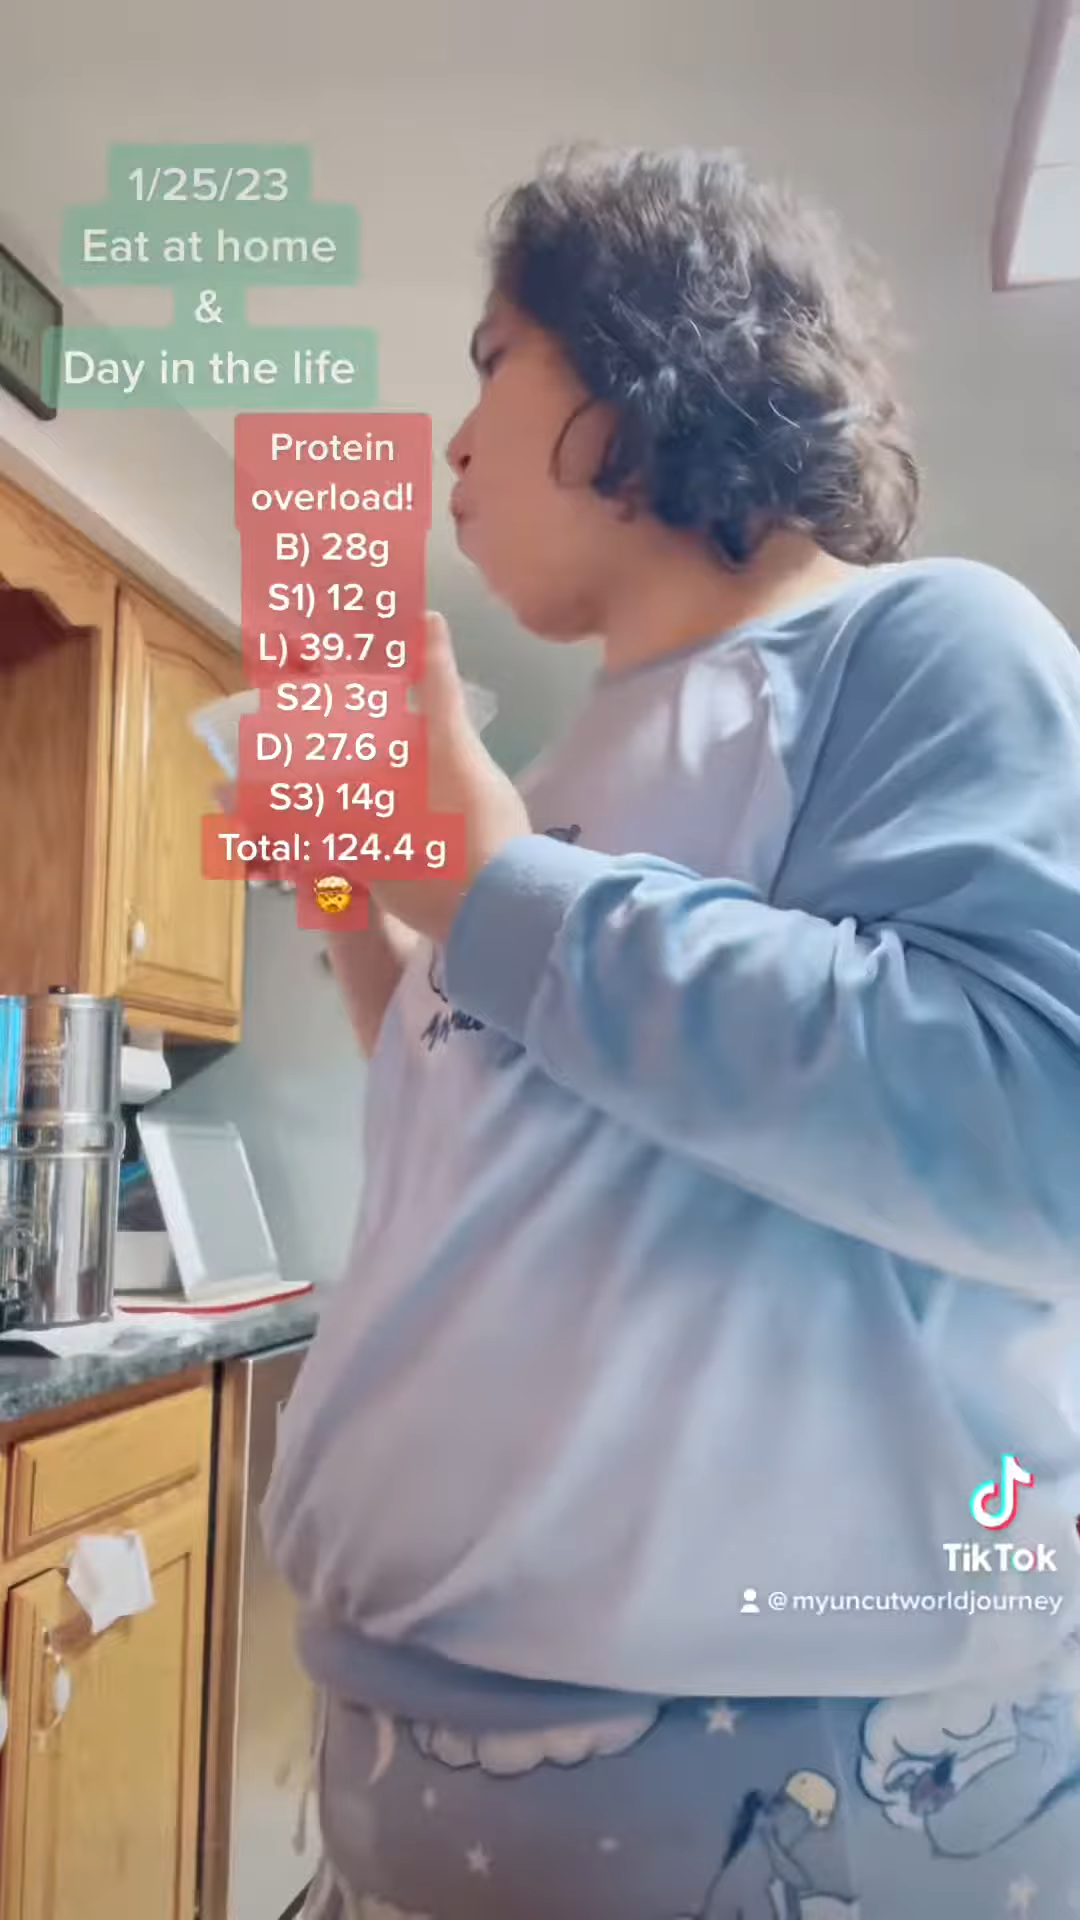 1/25/23
Eat at home
&
Day in the life
Protein
overload!
B) 28g
S1) 12 g
L) 39.7 g
S2) 3g
D) 27.6 g
S3) 14g
Total: 124.4 g
🤯
TikTok
@myuncutworldjourney